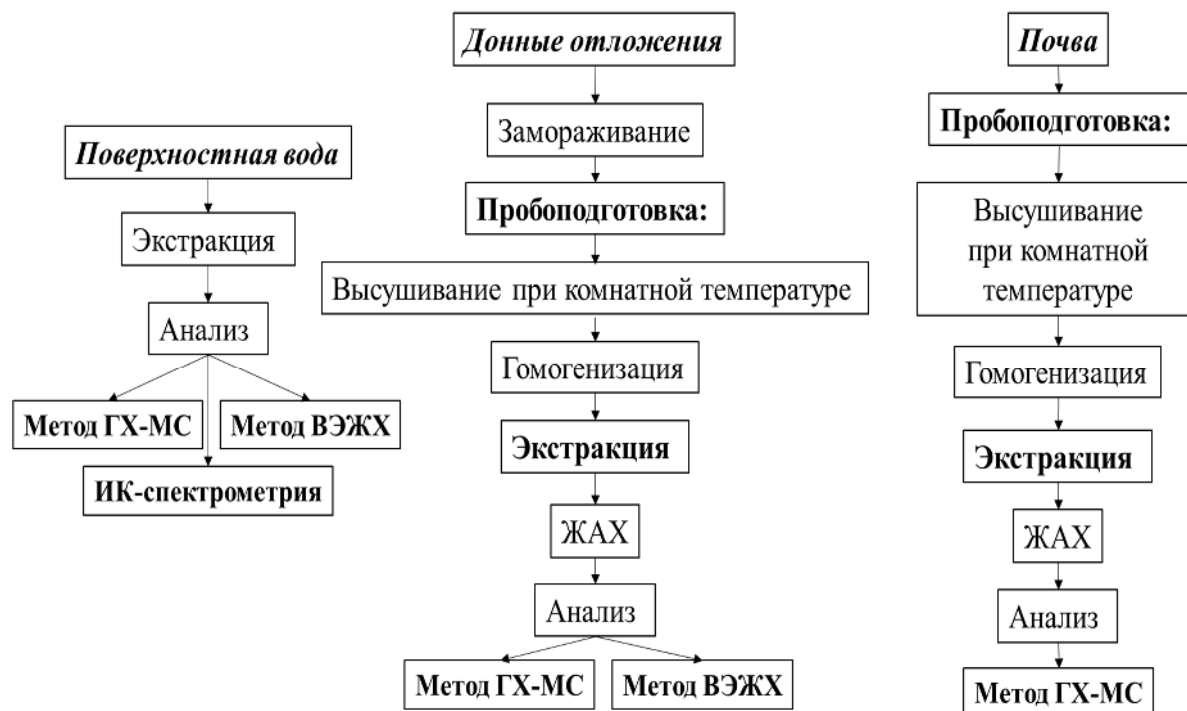 Поверхностная вода
Экстракция
Анализ
Метод ГХ-МС
Метод ВЭЖХ
ИК-спектрометрия
Донные отложения
Замораживание
Пробоподготовка:
Высушивание при комнатной температуре
Гомогенизация
Экстракция
ЖАХ
Анализ
Метод ГХ-МС
Метод ВЭЖХ
Почва
Пробоподготовка:
Высушивание
при комнатной
температуре
Гомогенизация
Экстракция
ЖАХ
Анализ
Метод ГХ-МС